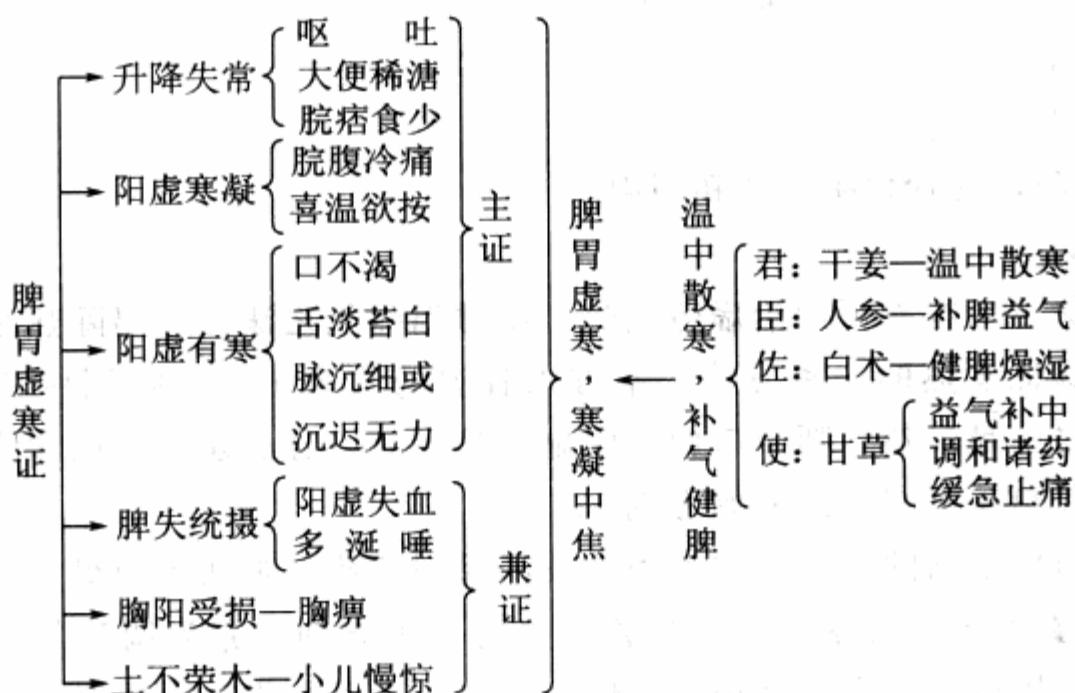 脾胃虚寒证
升降失常
呕吐
大便稀溏
脘痞食少
阳虚寒凝
脘腹冷痛
喜温欲按
阳虚有寒
口不渴
舌淡苔白
脉沉细或
沉迟无力
主证
脾失统摄
阳虚失血
多涎唾
胸阳受损—胸痹
土不荣木—小儿慢惊
兼证
脾胃虚寒，寒凝中焦
温中散寒，补气健脾
君：干姜—温中散寒
臣：人参—补脾益气
佐：白术—健脾燥湿
使：甘草
益气补中
调和诸药
缓急止痛